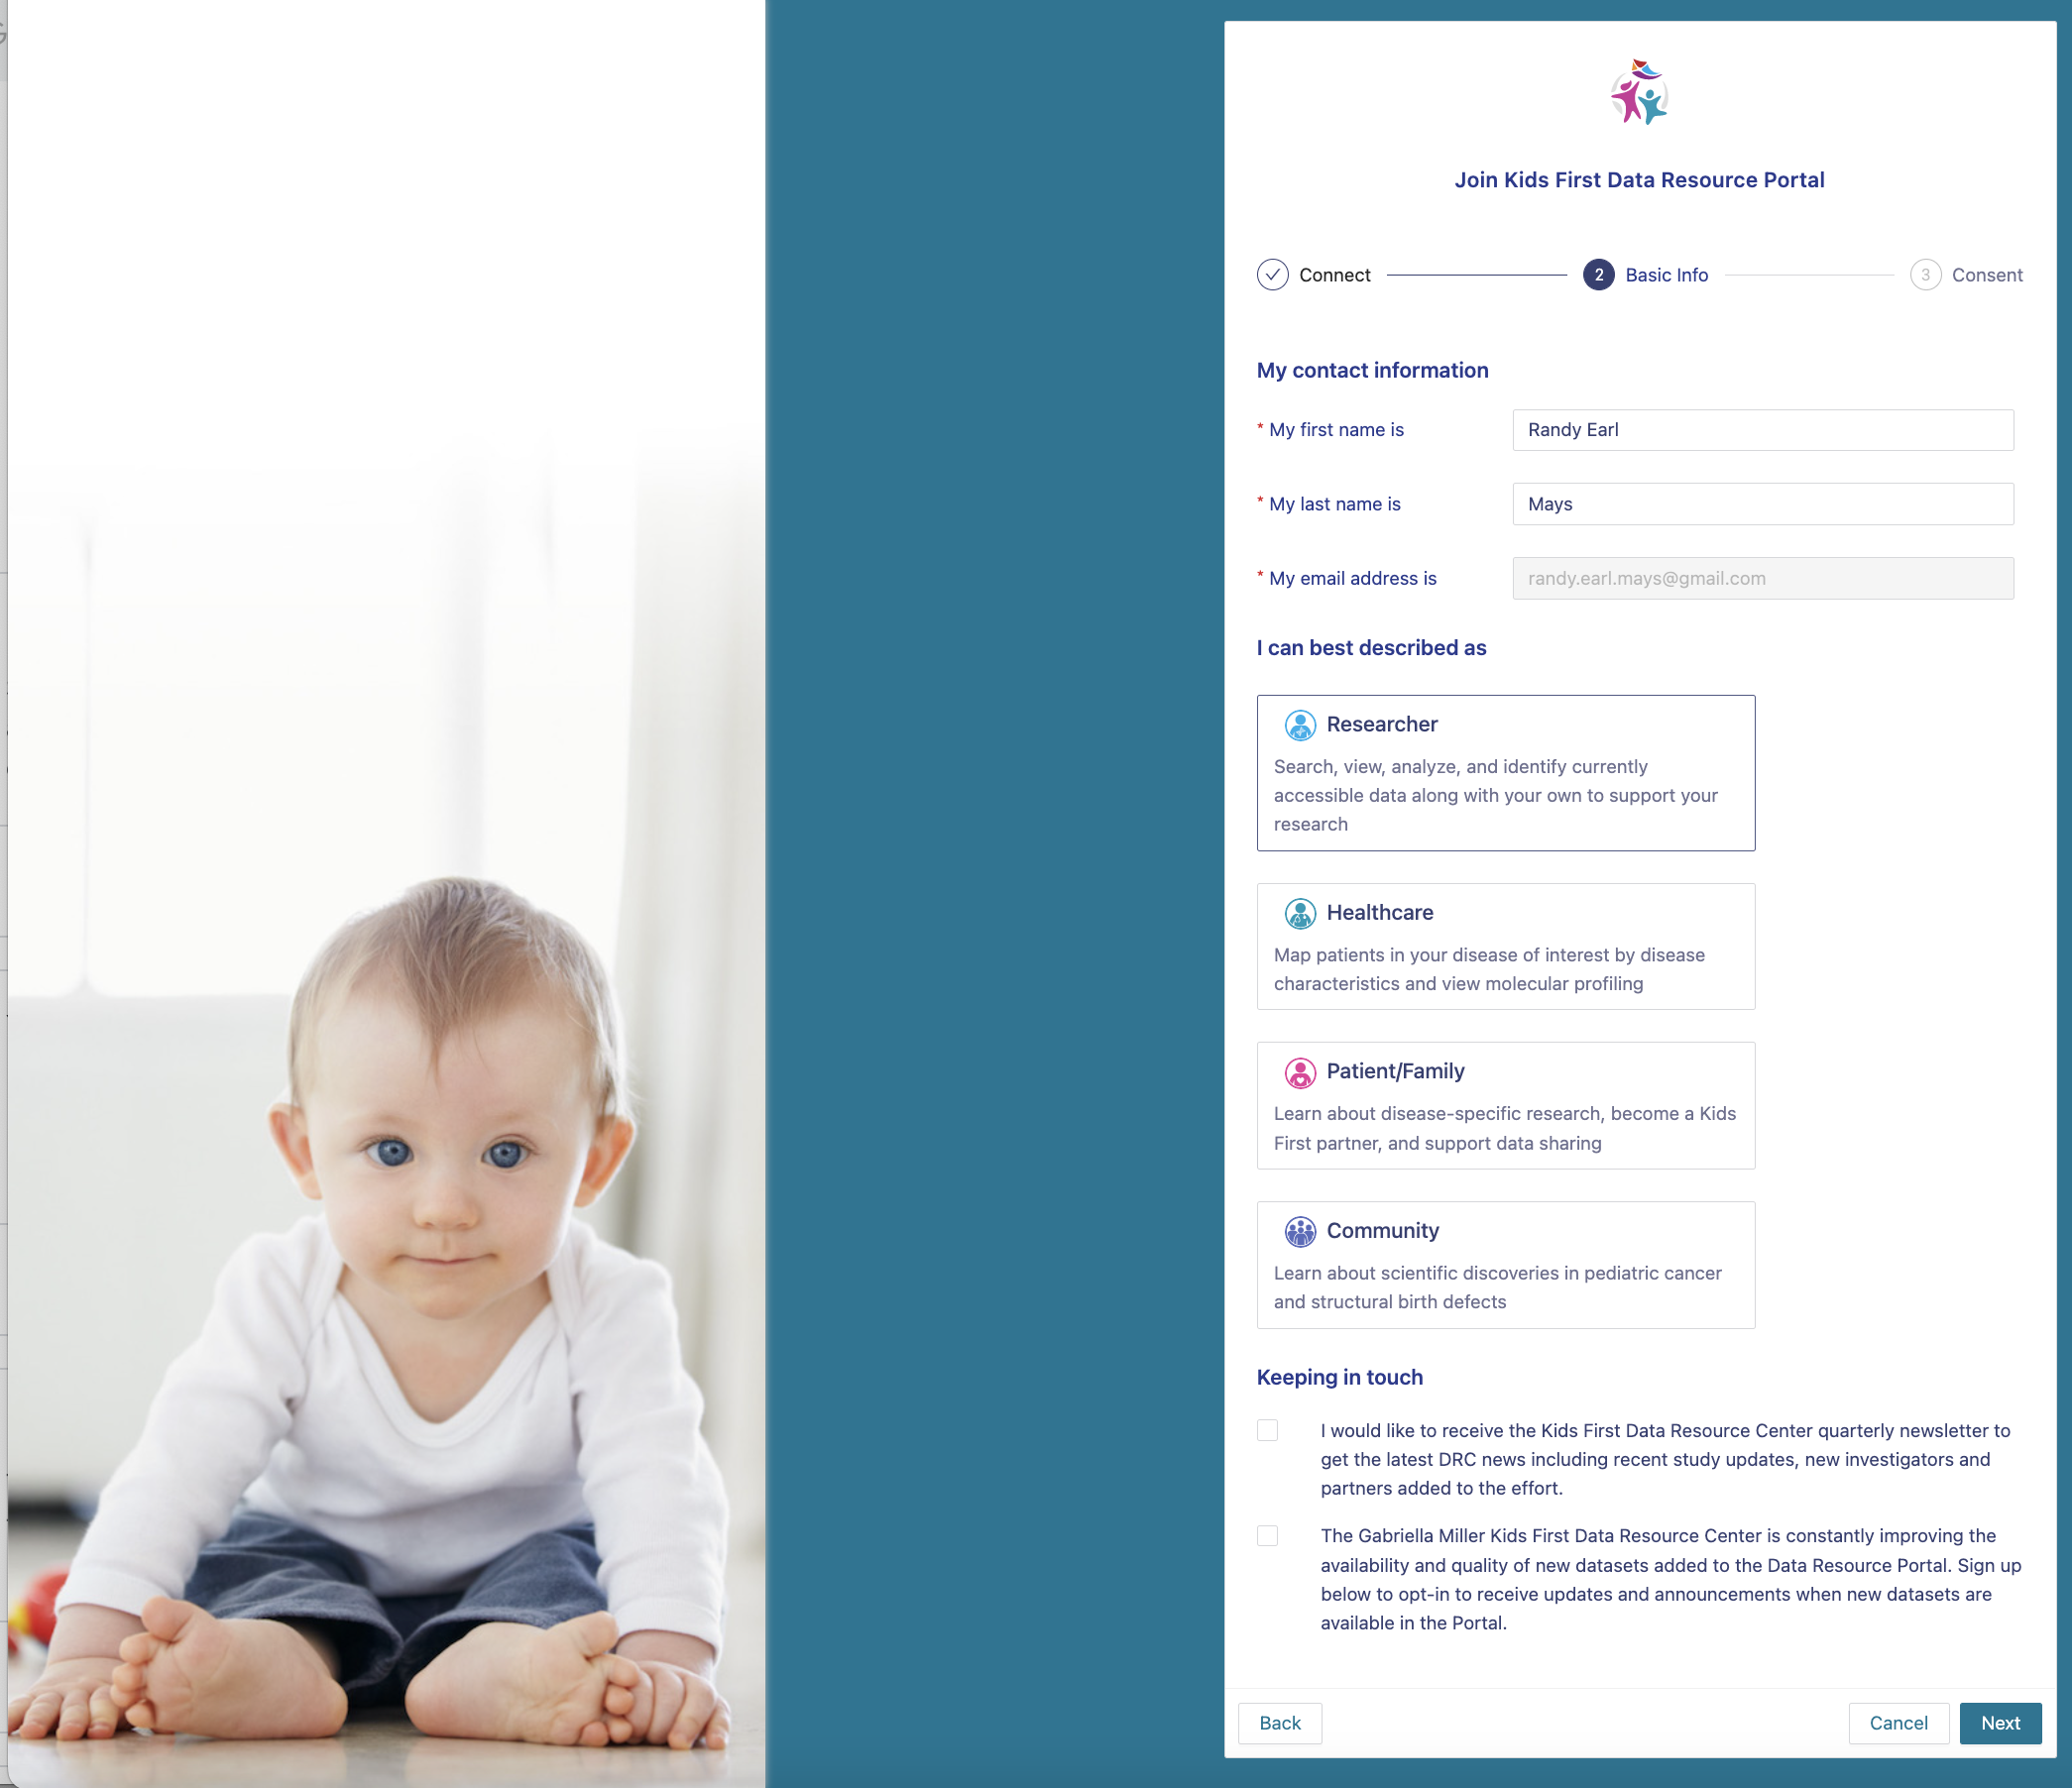 Join Kids First Data Resource Portal
Connect
2 Basic Info
3 Consent
My contact information
* My first name is
Randy Earl
* My last name is
Mays
* My email address is
randy.earl.mays@gmail.com
I can best described as
Researcher
Search, view, analyze, and identify currently
accessible data along with your own to support your
research
Healthcare
Map patients in your disease of interest by disease
characteristics and view molecular profiling
Patient/Family
Learn about disease-specific research, become a Kids
First partner, and support data sharing
Community
Learn about scientific discoveries in pediatric cancer
and structural birth defects
Keeping in touch
I would like to receive the Kids First Data Resource Center quarterly newsletter to
get the latest DRC news including recent study updates, new investigators and
partners added to the effort.
The Gabriella Miller Kids First Data Resource Center is constantly improving the
availability and quality of new datasets added to the Data Resource Portal. Sign up
below to opt-in to receive updates and announcements when new datasets are
available in the Portal.
Back
Cancel
Next